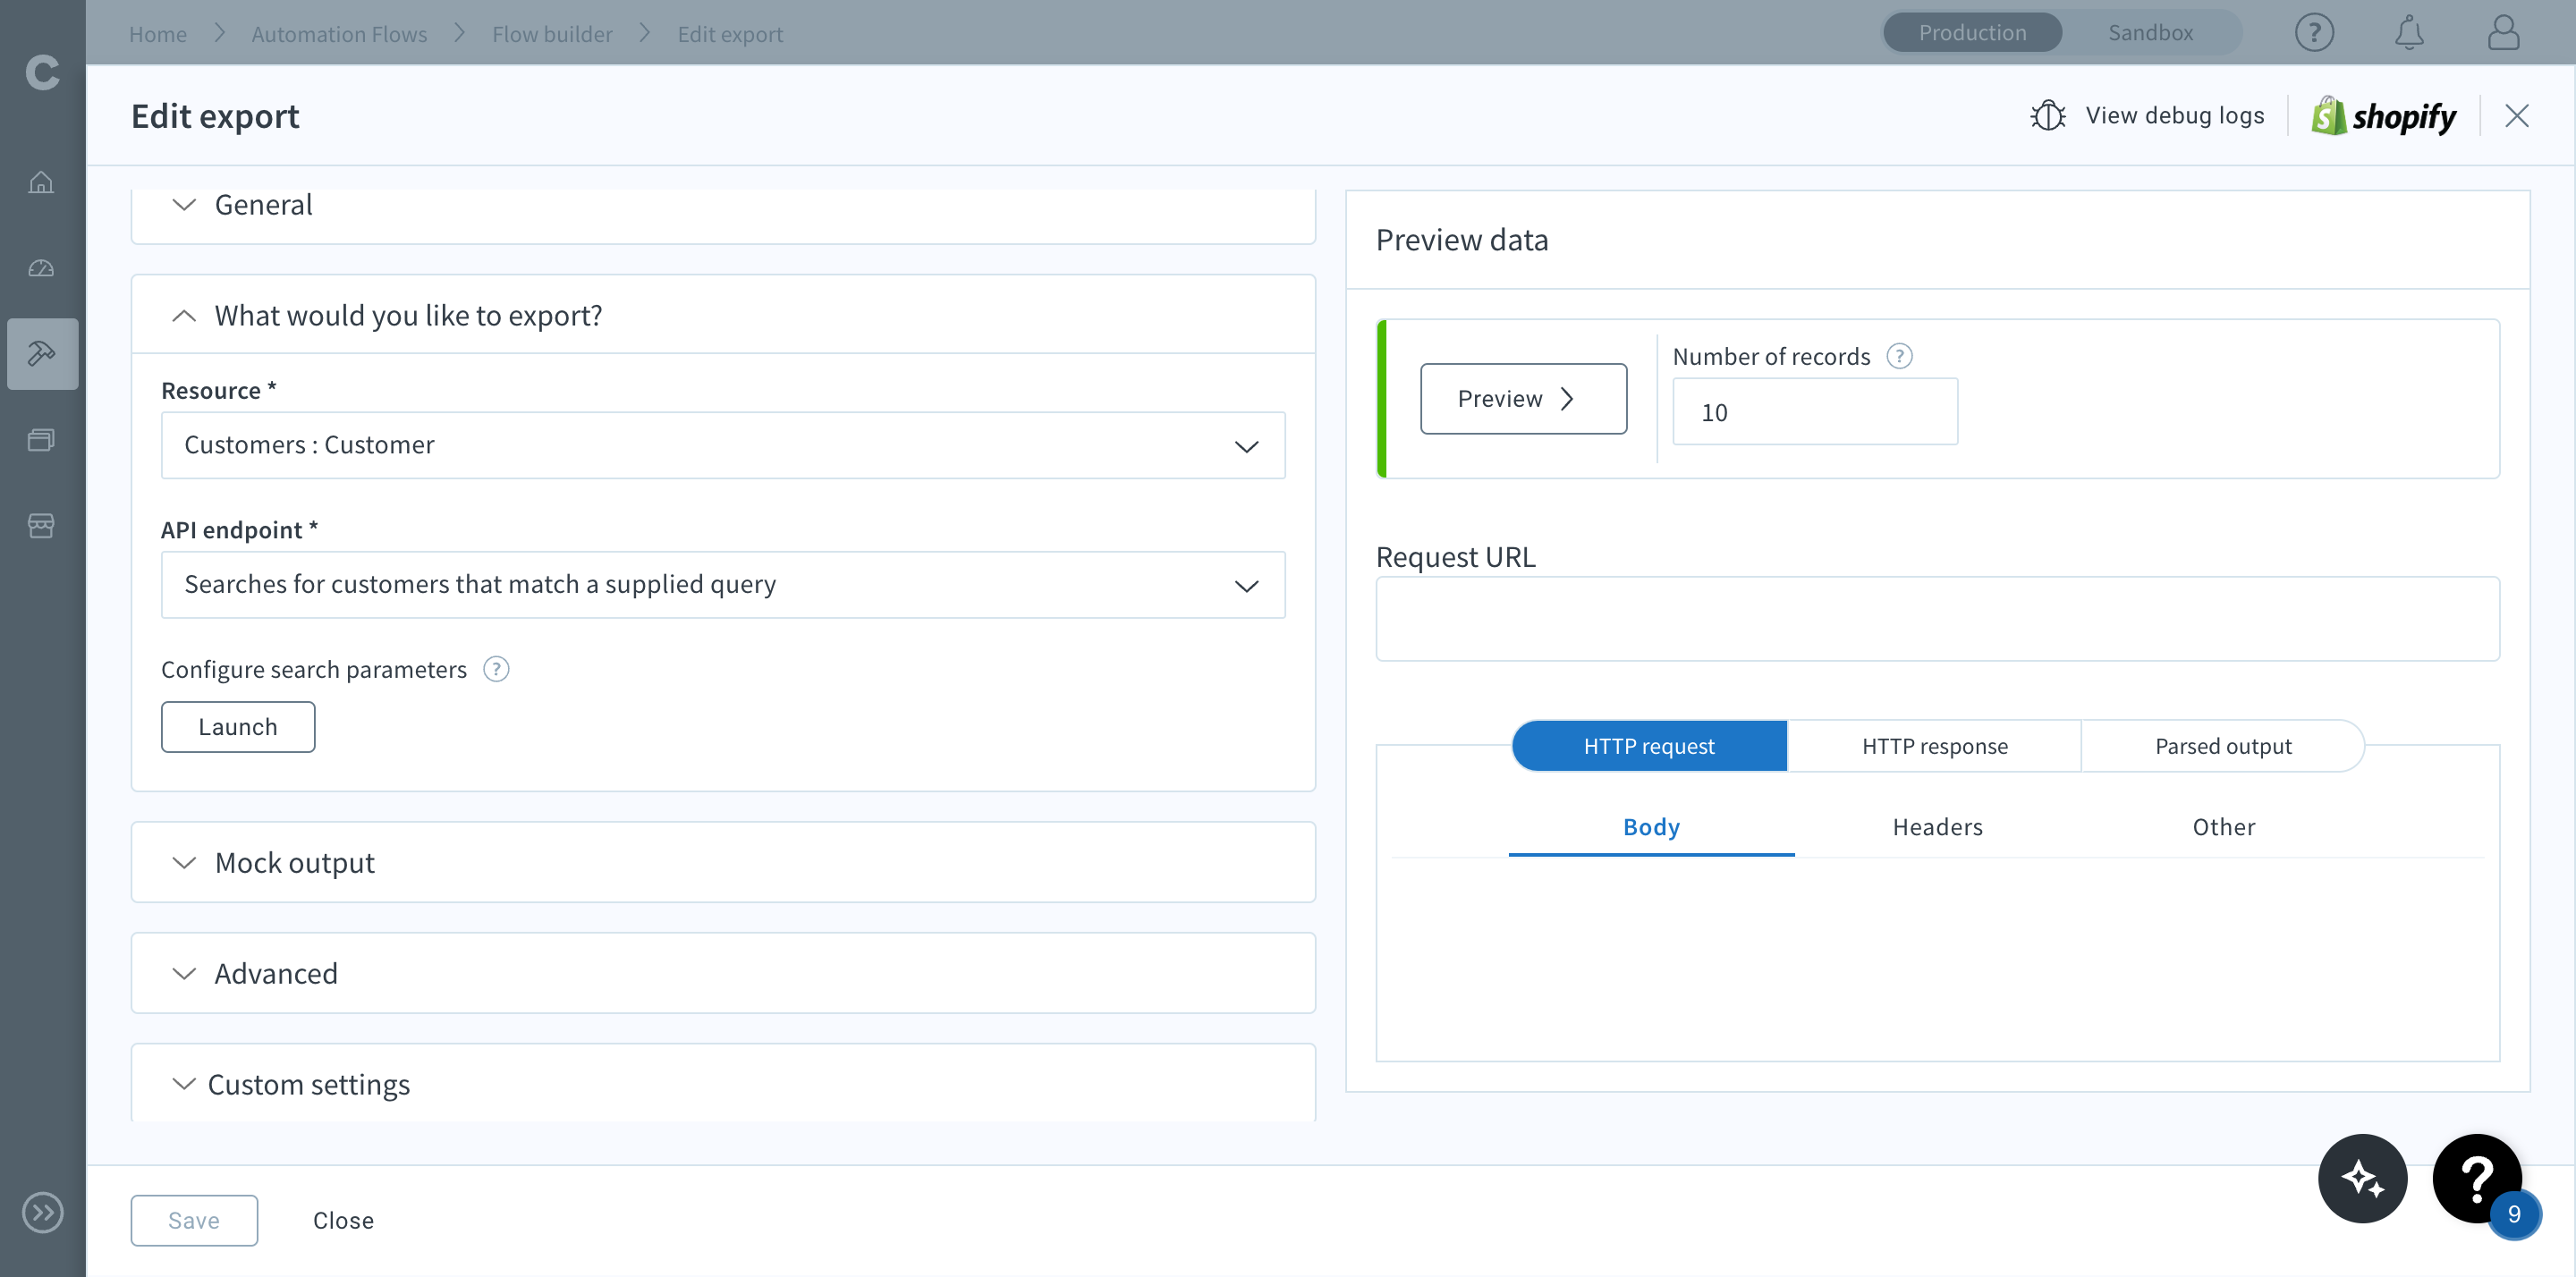 Home
Automation Flows
Flow builder
Edit export
Production
Sandbox
?
C
Edit export
View debug logs
shopify
General
What would you like to export?
Resource *
Customers : Customer
API endpoint *
Searches for customers that match a supplied query
Configure search parameters ?
Launch
Mock output
Advanced
Custom settings
Preview data
Preview
Number of records ?
10
Request URL
HTTP request
HTTP response
Parsed output
Body
Headers
Other
Save
Close
?
9